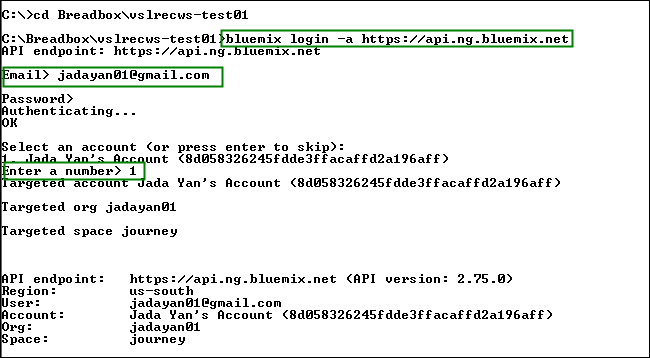 C:\>cd Breadbox\vslrecws-test01
C:\Breadbox\vslrecws-test01>bluemix login -a https://api.ng.bluemix.net
API endpoint: https://api.ng.bluemix.net
Email> jadayan01@gmail.com
Password>
Authenticating...
OK
Select an account (or press enter to skip):
1. Jada Yan's Account (8d058326245fdde3ffacaffd2a196aff)
Enter a number> 1
Targeted account Jada Yan's Account (8d058326245fdde3ffacaffd2a196aff)
Targeted org jadayan01
Targeted space journey
API endpoint: https://api.ng.bluemix.net (API version: 2.75.0)
Region: us-south
User: jadayan01@gmail.com
Account: Jada Yan's Account (8d058326245fdde3ffacaffd2a196aff)
Org: jadayan01
Space: journey